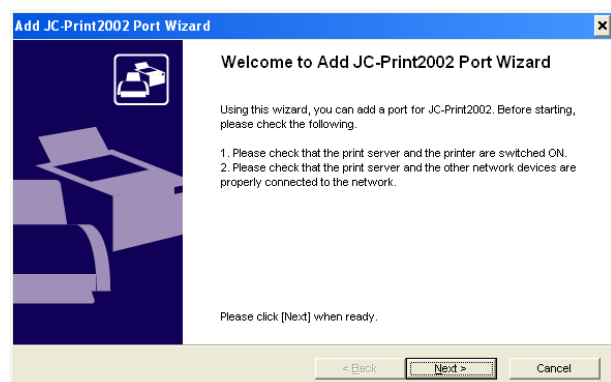 Add JC-Print2002 Port Wizard
Welcome to Add JC-Print2002 Port Wizard
Using this wizard, you can add a port for JC-Print2002. Before starting,
please check the following.
1. Please check that the print server and the printer are switched ON.
2. Please check that the print server and the other network devices are
properly connected to the network.
Please click [Next] when ready.
< Back Next > Cancel